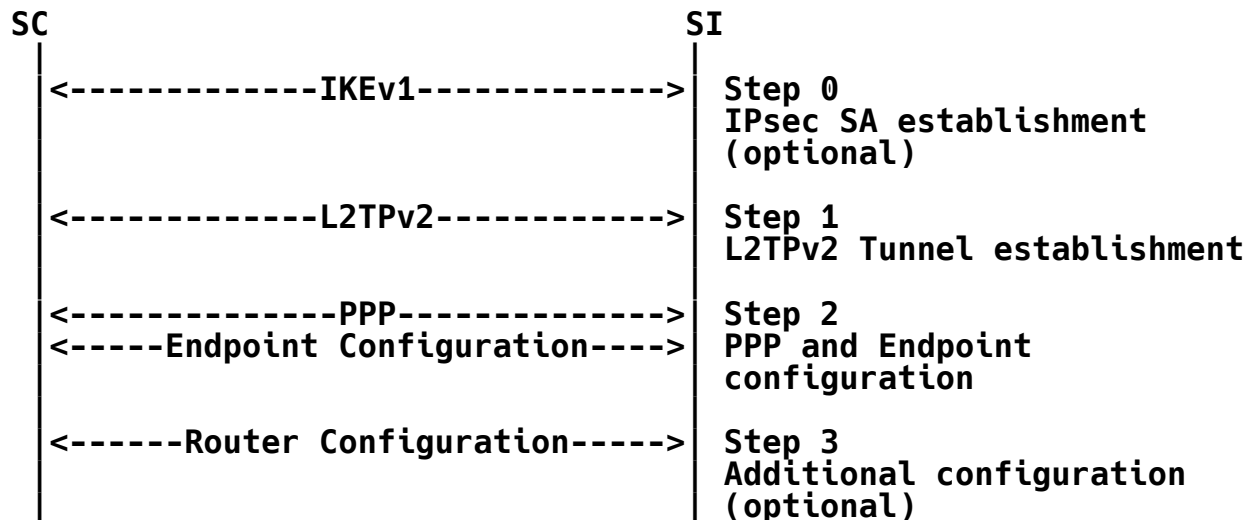 SC                                  SI
 |                                  |
 |<-------------IKEv1------------->| Step 0
 |                                  | IPsec SA establishment
 |                                  | (optional)
 |                                  |
 |<-------------L2TPv2------------>| Step 1
 |                                  | L2TPv2 Tunnel establishment
 |                                  |
 |<--------------PPP-------------->| Step 2
 |<-----Endpoint Configuration---->| PPP and Endpoint
 |                                  | configuration
 |                                  |
 |<------Router Configuration----->| Step 3
 |                                  | Additional configuration
 |                                  | (optional)